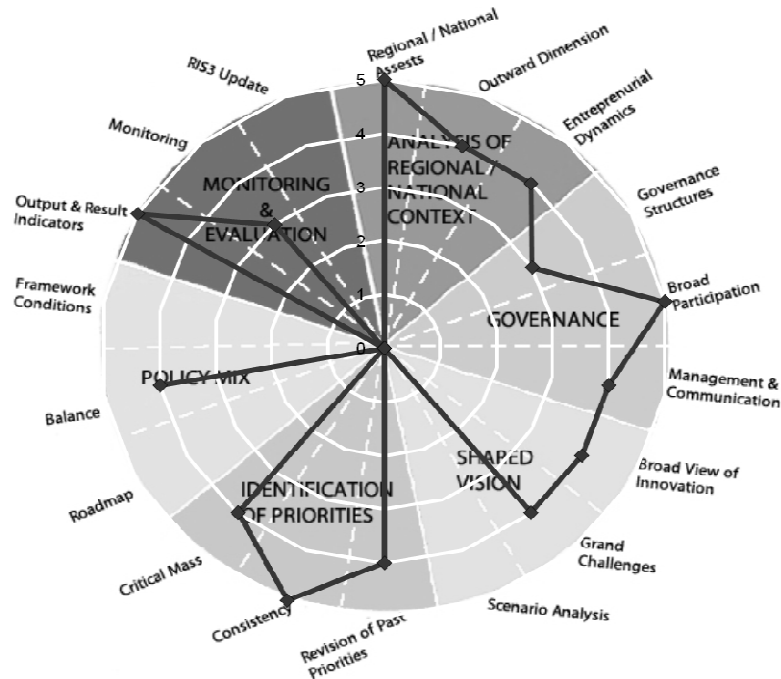 Regional / National
Assests
Outward Dimension
Entreprenurial
Dynamics
Governance
Structures
Broad
Participation
Management &
Communication
Broad View of
Innovation
Grand
Challenges
Scenario Analysis
Revision of Past
Priorities
Consistency
Critical Mass
Roadmap
Balance
Framework
Conditions
Output & Result
Indicators
Monitoring
RIS3 Update
5
4
3
2
1
0
ANALYSIS OF
REGIONAL /
NATIONAL
CONTEXT
GOVERNANCE
SHARED
VISION
IDENTIFICATION
OF PRIORITIES
POLICY MIX
MONITORING
&
EVALUATION